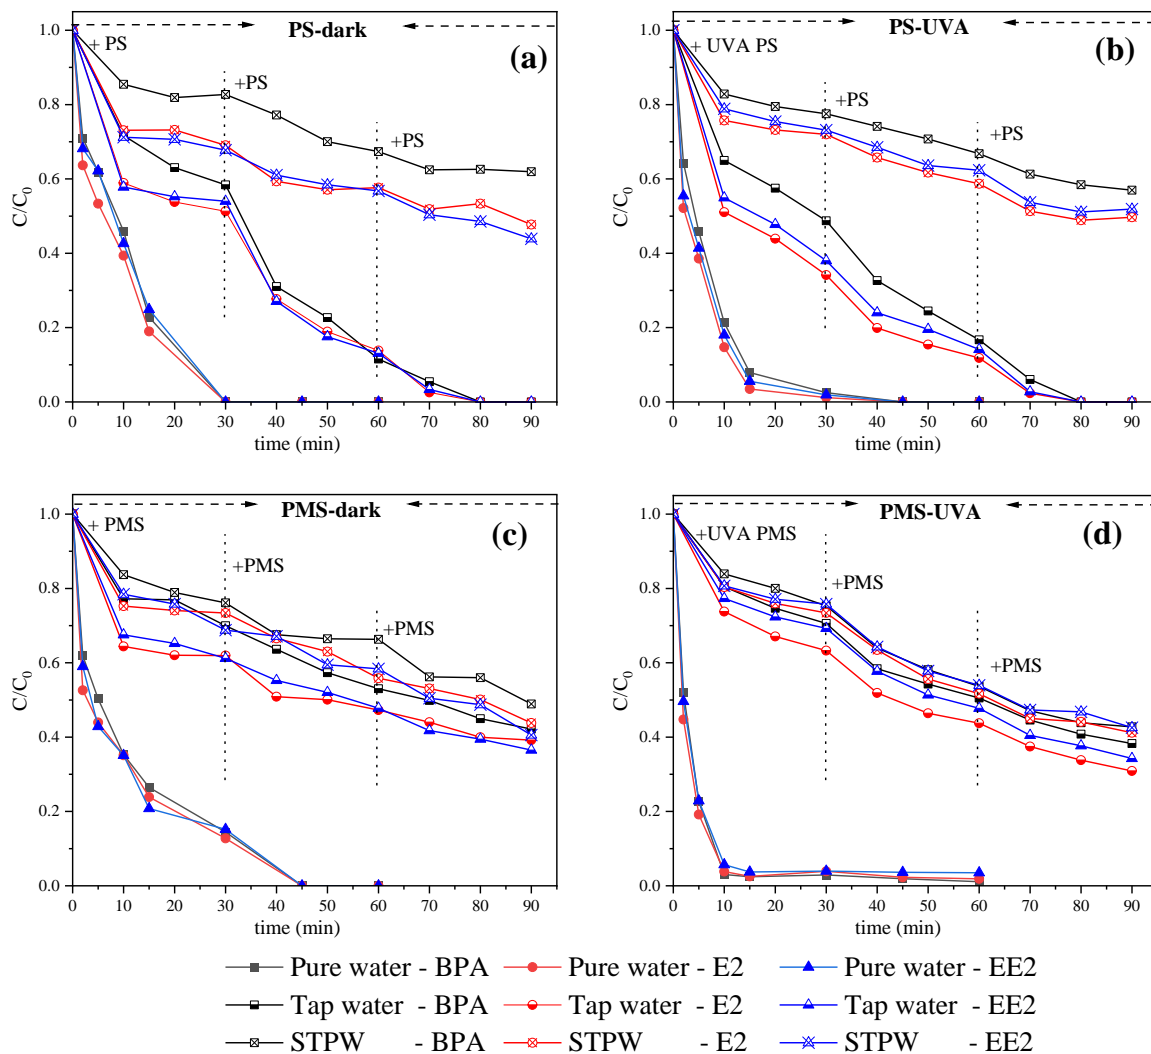 PS-dark
(a)
+ PS
+PS
+PS
C/C0
1.0
0.8
0.6
0.4
0.2
0.0
0 10 20 30 40 50 60 70 80 90
time (min)
PS-UVA
(b)
+ UVA PS
+PS
+PS
C/C0
1.0
0.8
0.6
0.4
0.2
0.0
0 10 20 30 40 50 60 70 80 90
time (min)
PMS-dark
(c)
+ PMS
+PMS
+PMS
C/C0
1.0
0.8
0.6
0.4
0.2
0.0
0 10 20 30 40 50 60 70 80 90
time (min)
PMS-UVA
(d)
+UVA PMS
+PMS
+PMS
C/C0
1.0
0.8
0.6
0.4
0.2
0.0
0 10 20 30 40 50 60 70 80 90
time (min)
Pure water - BPA Pure water - E2 Pure water - EE2
Tap water - BPA Tap water - E2 Tap water - EE2
STPW - BPA STPW - E2 STPW - EE2